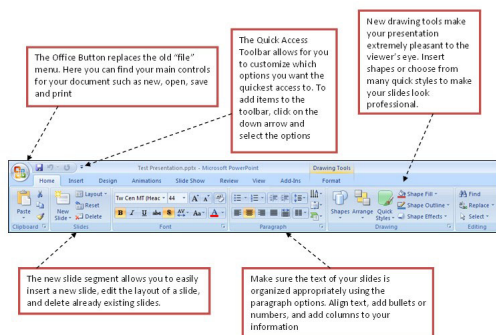 The Office Button replaces the old "file"
menu. Here you can find your main controls
for your document such as new, open, save
and print
The Quick Access
Toolbar allows for you
to customize which
options you want the
quickest access to. To
add items to the
toolbar, click on the
down arrow and
select the options
New drawing tools make
your presentation
extremely pleasant to the
viewer's eye. Insert
shapes or choose from
many quick styles to make
your slides look
professional.
Test Presentation.pptx - Microsoft PowerPoint
Drawing Tools
Home Insert Design Animations Slide Show Review View Add-Ins Format
Paste
Clipboard
New
Slide
Layout
Reset
Delete
Slides
Tw Cen MT (Heac 44
Font
Paragraph
Shapes Arrange Quick
Styles
Shape Fill
Shape Outline
Shape Effects
Drawing
Find
Replace
Select
Editing
The new slide segment allows you to easily
insert a new slide, edit the layout of a slide,
and delete already existing slides.
Make sure the text of your slides is
organized appropriately using the
paragraph options. Align text, add bullets or
numbers, and add columns to your
information